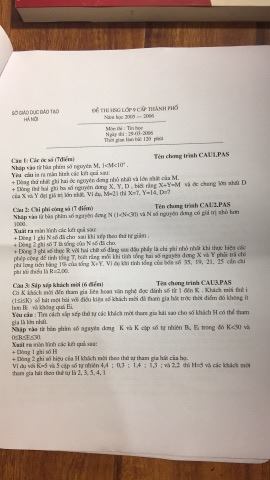 SỞ GIÁO DỤC ĐÀO TẠO
HÀ NỘI
ĐỀ THI HSG LỚP 9 CẤP THÀNH PHỐ
Năm học 2005 — 2006
Môn thi : Tin học
Ngày thi : 29-03-2006
Thời gian làm bài 120 phút
Câu 1: Các ốc số (7điểm) Tên chương trình CAU1.PAS
Nhập vào từ bàn phím số nguyên M, 1<M<10⁹ .
Yêu cầu in ra màn hình các kết quả sau:
+ Dòng thứ nhất ghi hai ước nguyên dương nhỏ nhất và lớn nhất của M.
+ Dòng thứ hai ghi ba số nguyên dương X, Y, D , biết rằng X+Y=M và ước chung lớn nhất D
của X và Y đạt giá trị lớn nhất. Ví dụ, M=21 thì X=7, Y=14, D=7
Câu 2: Chi phí cộng số (7 điểm) Tên chương trình CAU2.PAS
Nhập vào từ bàn phím số nguyên dương N (1<N<30) và N số nguyên dương có giá trị nhỏ hơn
1000.
Xuất ra màn hình các kết quả sau:
+ Dòng 1 ghi N số đã cho sau khi xếp theo thứ tự giảm .
+ Dòng 2 ghi số T là tổng của N số đã cho.
+ Dòng 3 ghi số thực R với hai chữ số đằng sau dấu phẩy là chi phí nhỏ nhất khi thực hiện các
phép cộng để tính tổng T, biết rằng mỗi khi tính tổng hai số nguyên dương X và Y phải trả chi
phí tương của tổng X+Y. Ví dụ khi tính tổng của bốn số 35, 19, 21, 25 cần chi
phí tối thiểu là R=2,00.
Câu 3: Sắp xếp khách mời (6 điểm) Tên chương trình CAU3.PAS
Có K khách mời đến tham gia liên hoan văn nghệ được đánh số từ 1 đến K . Khách mời thứ i
(1≤i≤K) sẽ hát một bài với điều kiện số khách mời đã tham gia hát trước thời điểm đó không ít
hơn Bi và không quá Ei.
Yêu cầu : Tìm cách sắp xếp thứ tự các khách mời tham gia hát sao cho số khách H có thể tham
gia là lớn nhất.
Nhập vào từ bàn phím số nguyên dương K và K cặp số tự nhiên Bi, Ei trong đó K<30 và
0≤B≤E≤30.
Xuất ra màn hình các kết quả sau:
+ Dòng 1 ghi số H
+ Dòng 2 ghi số hiệu của H khách mời theo thứ tự tham gia hát của họ.
Ví dụ với K=5 và 5 cặp số tự nhiên 4,4 ; 0,3 ; 1,4 ; 1,3 ; và 2,2 thì H=5 và các khách mời
tham gia hát theo thứ tự là 2, 3, 5, 4, 1